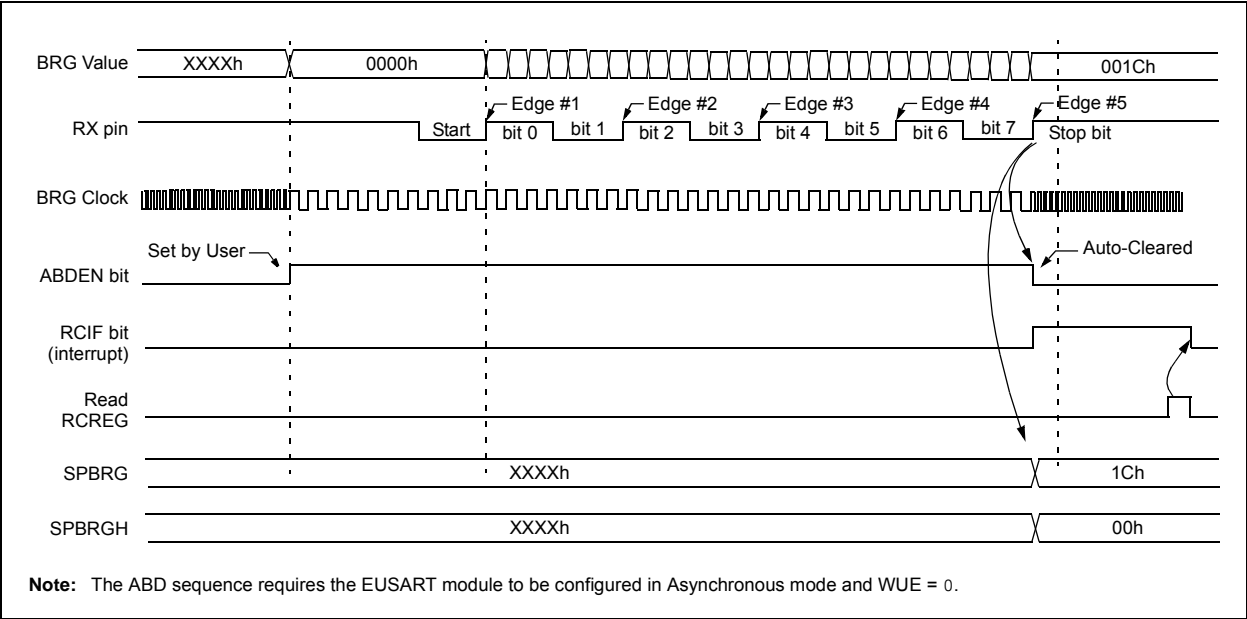 BRG Value XXXXh 0000h 001Ch
Edge #1 Edge #2 Edge #3 Edge #4 Edge #5
RX pin Start bit 0 bit 1 bit 2 bit 3 bit 4 bit 5 bit 6 bit 7 Stop bit
BRG Clock
Set by User Auto-Cleared
ABDEN bit
RCIF bit
(interrupt)
Read
RCREG
SPBRG XXXXh 1Ch
SPBRGH XXXXh 00h
Note: The ABD sequence requires the EUSART module to be configured in Asynchronous mode and WUE = 0.